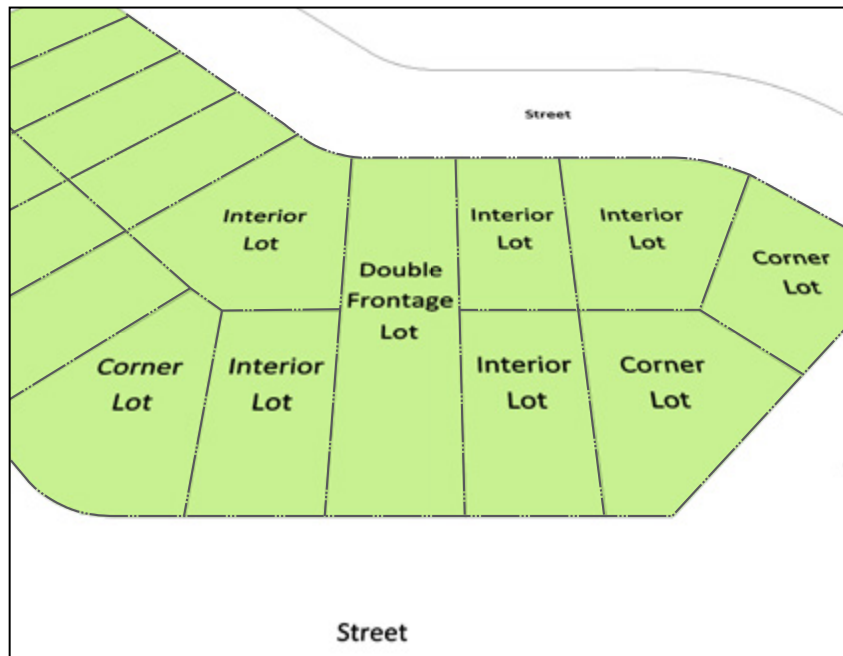 Street
Interior
Lot
Interior
Lot
Interior
Lot
Corner
Lot
Double
Frontage
Lot
Corner
Lot
Interior
Lot
Interior
Lot
Corner
Lot
Street